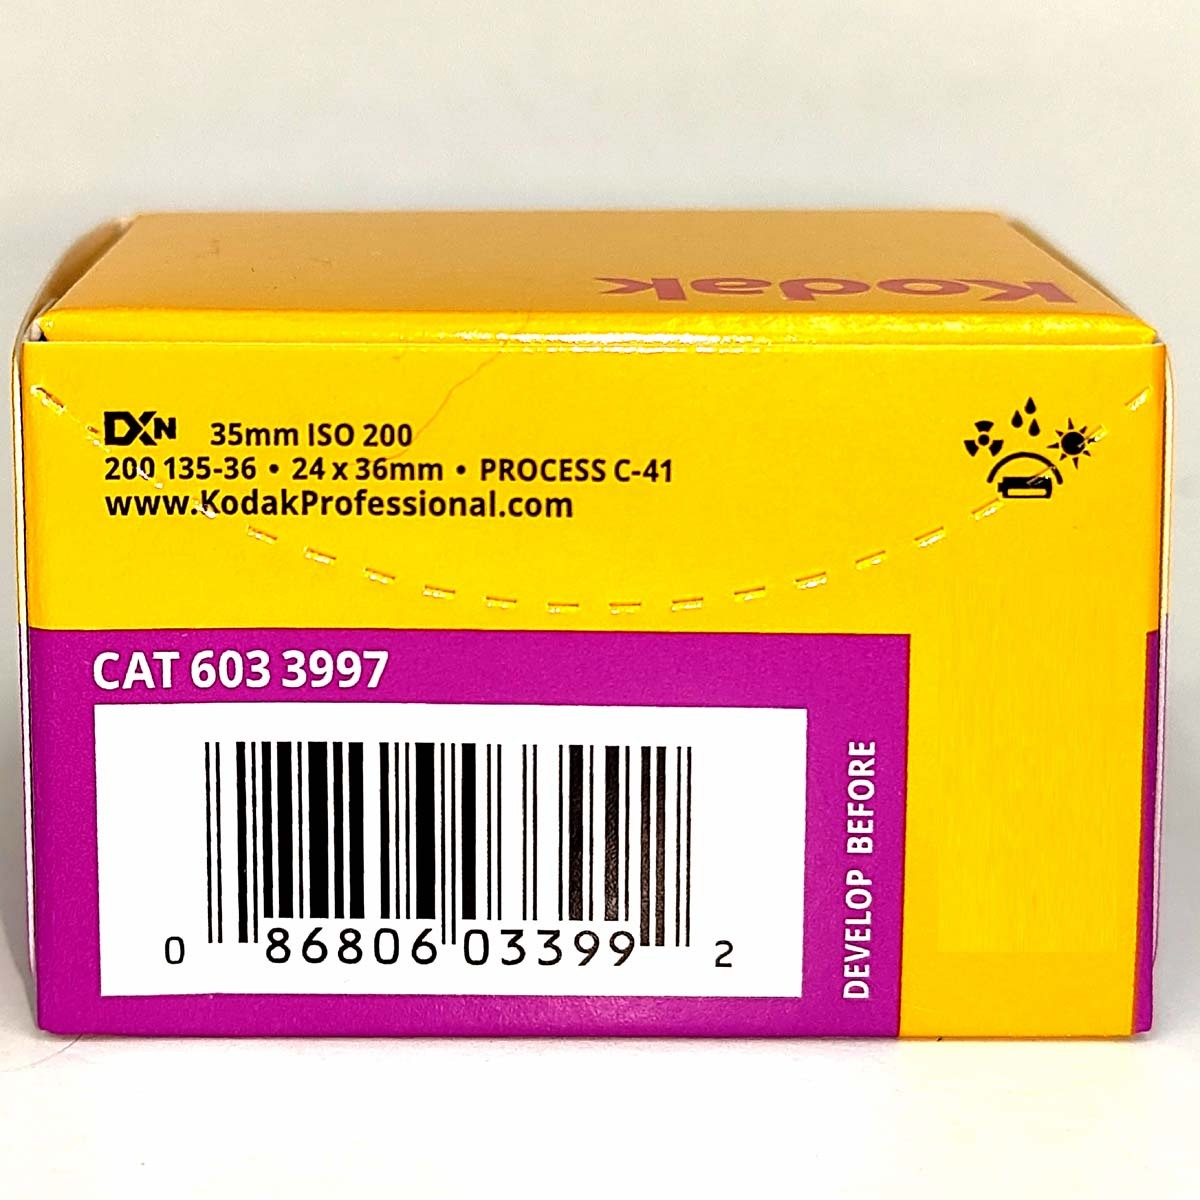 Kodak
DXN 35mm ISO 200
200 135-36 • 24 x 36mm • PROCESS C-41
www.KodakProfessional.com
CAT 603 3997
0 86806 03399 2
DEVELOP BEFORE